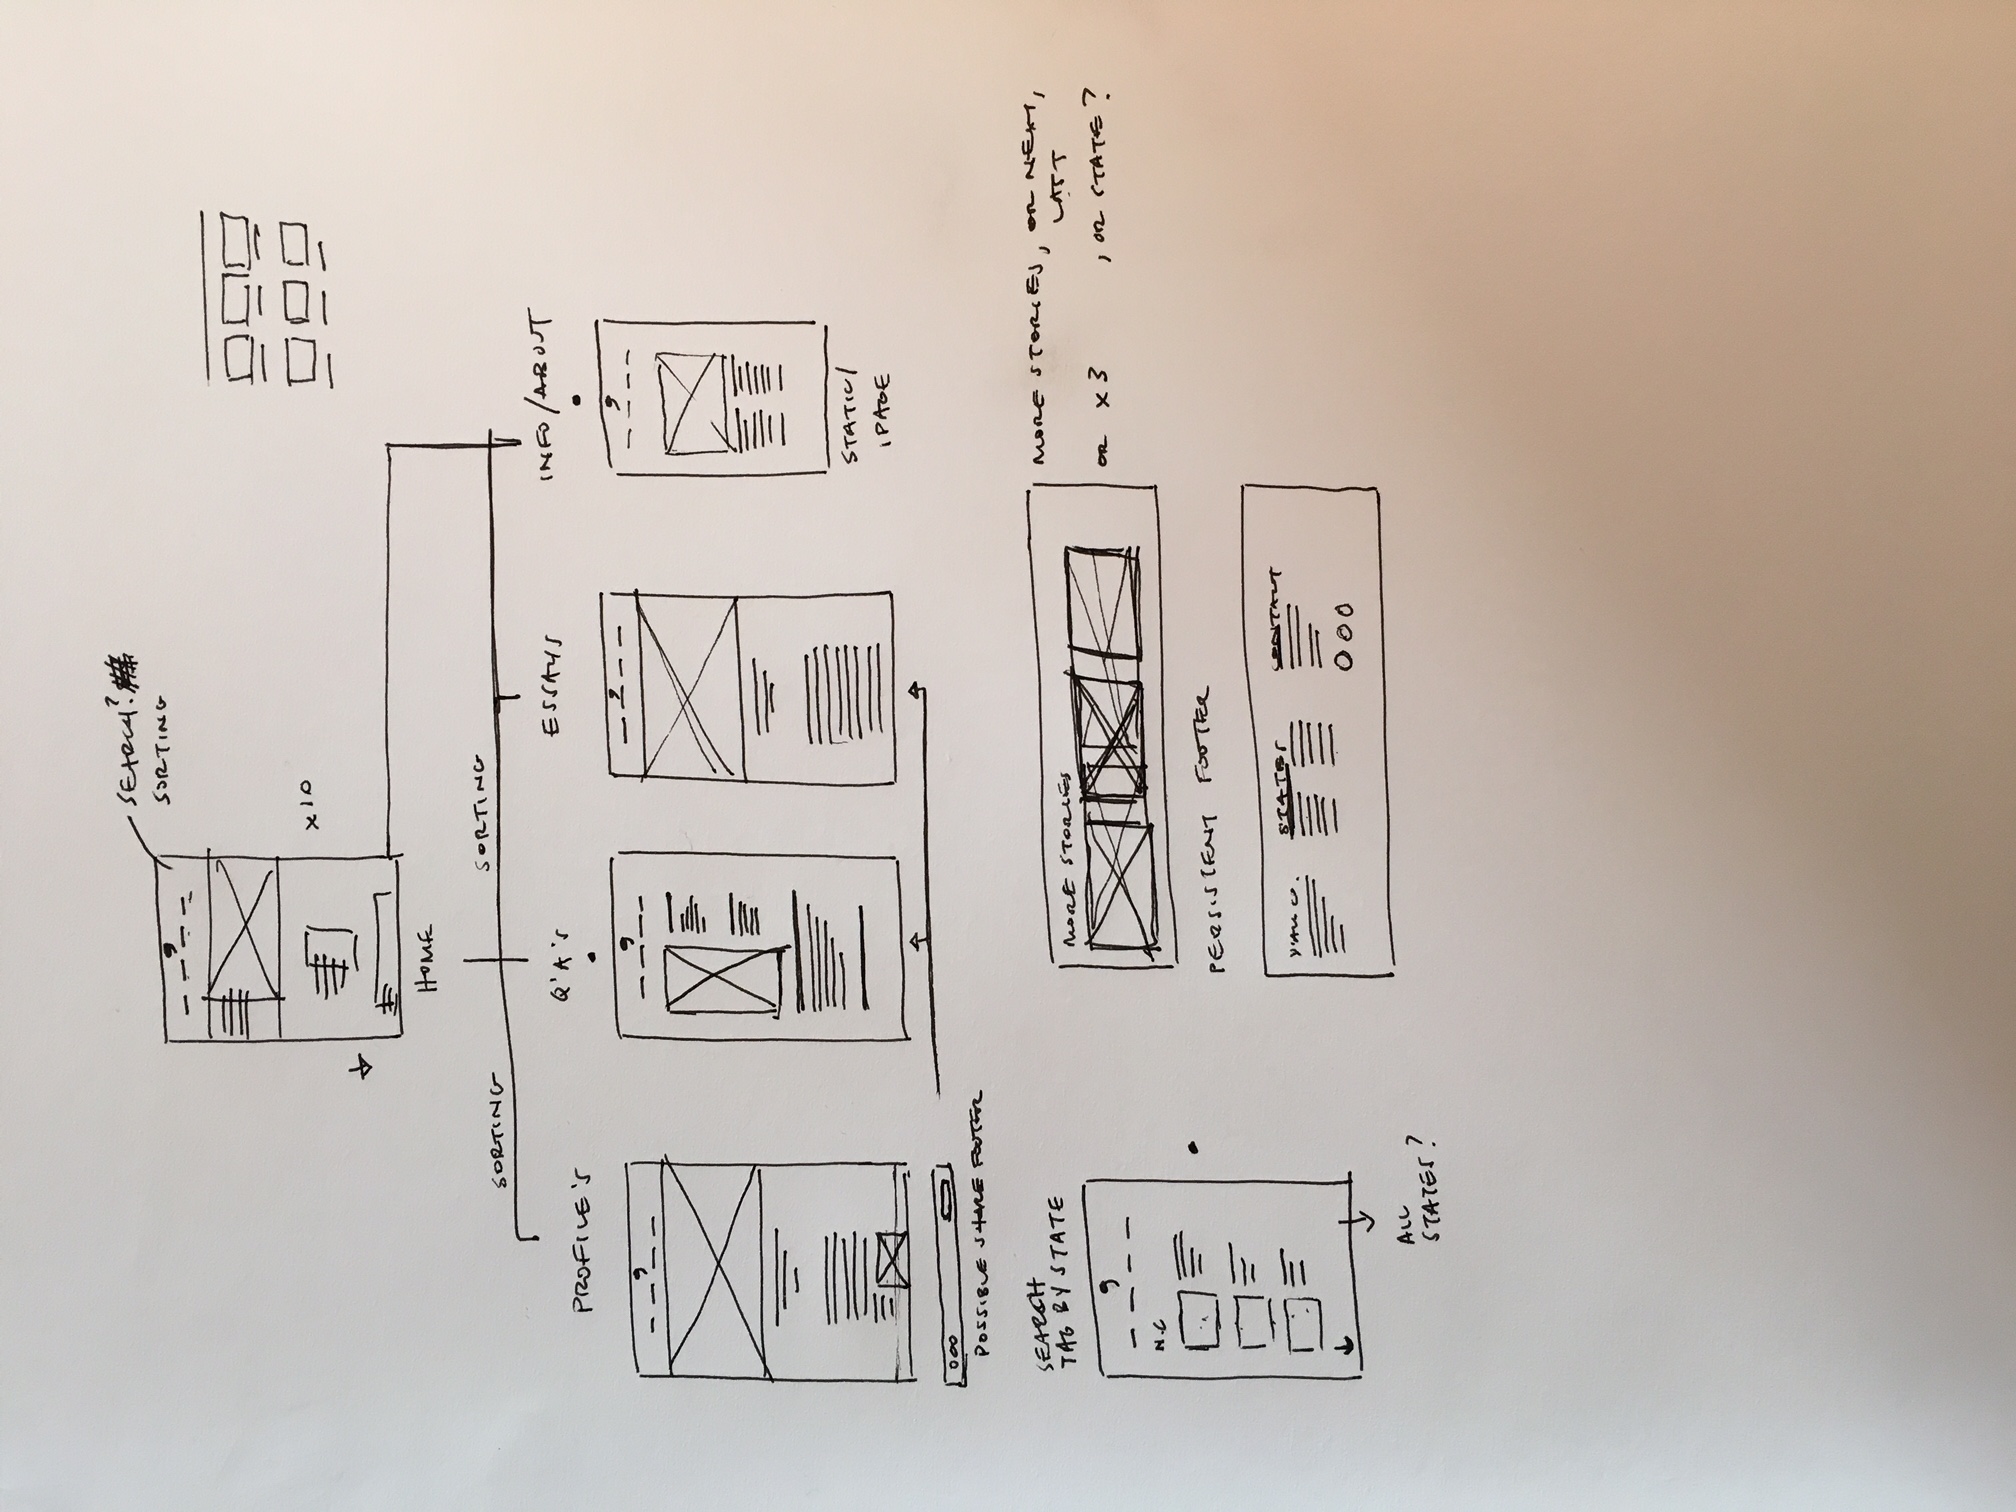 SEARCH?
SORTING
x10
HOME
SORTING
SORTING
PROFILE'S
Q'A'S
ESSAYS
INFO/ABOUT
STATIC/
1PAGE
POSSIBLE SHARE FOOTER
SEARCH
TAG BY STATE
N.C
ALL
STATES?
MORE STORIES
MORE STORIES, OR NEXT,
LAST
OR x3 , OR STATE?
PERSISTENT FOOTER
STATES
CONTACT